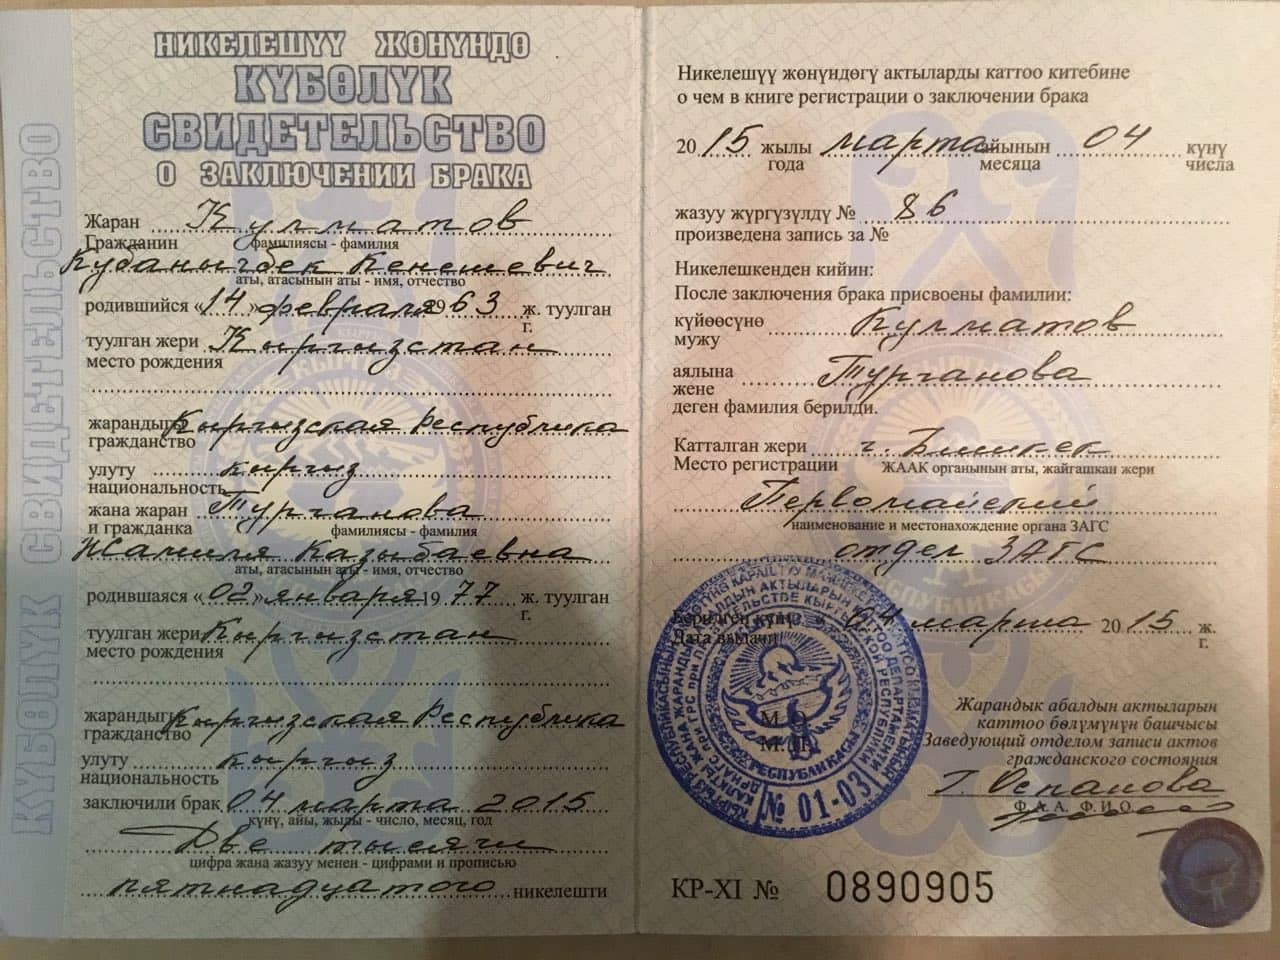 КҮБӨЛҮК СВИДЕТЕЛЬСТВО
НИКЕЛЕШҮҮ ЖӨНҮНДӨ
КҮБӨЛҮК
СВИДЕТЕЛЬСТВО
О ЗАКЛЮЧЕНИИ БРАКА
Жаран Кулматов
Гражданин фамилиясы - фамилия
Кубанычбек Кенешевич
аты, атасынын аты - имя, отчество
родившийся «14» февраля 1963 ж. туулган
г.
туулган жери Кыргызстан
место рождения
жарандыгы Кыргызская Республика
гражданство
улуту кыргыз
национальность
жана жаран Турганова
и гражданка фамилиясы - фамилия
Жамиля Казыбаевна
аты, атасынын аты - имя, отчество
родившаяся «02» января 1977 ж. туулган
г.
туулган жери Кыргызстан
место рождения
жарандыгы Кыргызская Республика
гражданство
улуту кыргыз
национальность
заключили брак 04 марта 2015
күнү, айы, жылы - число, месяц, год
Две тысячи
цифра жана жазуу менен - цифрами и прописью
пятнадцатого никелешти
Никелешүү жөнүндөгү актыларды каттоо китебине
о чем в книге регистрации о заключении брака
2015 жылы марта айынын 04 күнү
года месяца числа
жазуу жүргүзүлдү № 86
произведена запись за №
Никелешкенден кийин:
После заключения брака присвоены фамилии:
күйөөсүнө Кулматов
мужу
аялына Турганова
жене
деген фамилия берилди.
Катталган жери г. Бишкек
Место регистрации ЖААК органынын аты, жайгашкан жери
Первомайский
наименование и местонахождение органа ЗАГС
отдел ЗАГС
Берилген күнү 04 марта 2015 ж.
Дата выдачи г.
М. О.
М. П.
№ 01-03
Жарандык абалдын актыларын
каттоо бөлүмүнүн башчысы
Заведующий отделом записи актов
гражданского состояния
Г. Оспанова
Ф.А.А. Ф.И.О.
КР-XI № 0890905